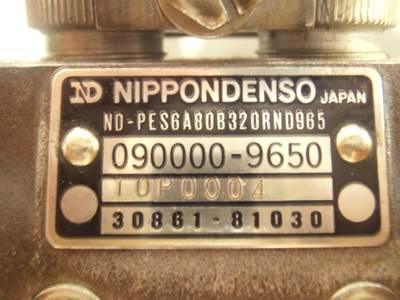 ND NIPPONDENSO JAPAN
ND-PES6A80B320RND965
090000-9650
10P0004
30861-81030